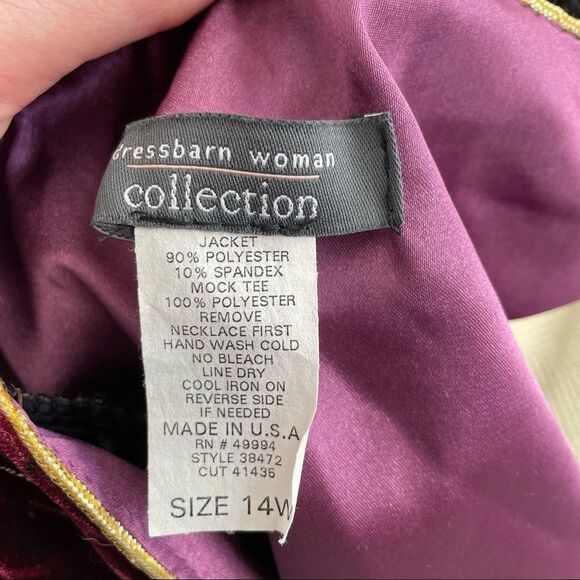 dressbarn woman
collection
JACKET
90% POLYESTER
10% SPANDEX
MOCK TEE
100% POLYESTER
REMOVE
NECKLACE FIRST
HAND WASH COLD
NO BLEACH
LINE DRY
COOL IRON ON
REVERSE SIDE
IF NEEDED
MADE IN U.S.A
RN # 49994
STYLE 38472
CUT 41435
SIZE 14W